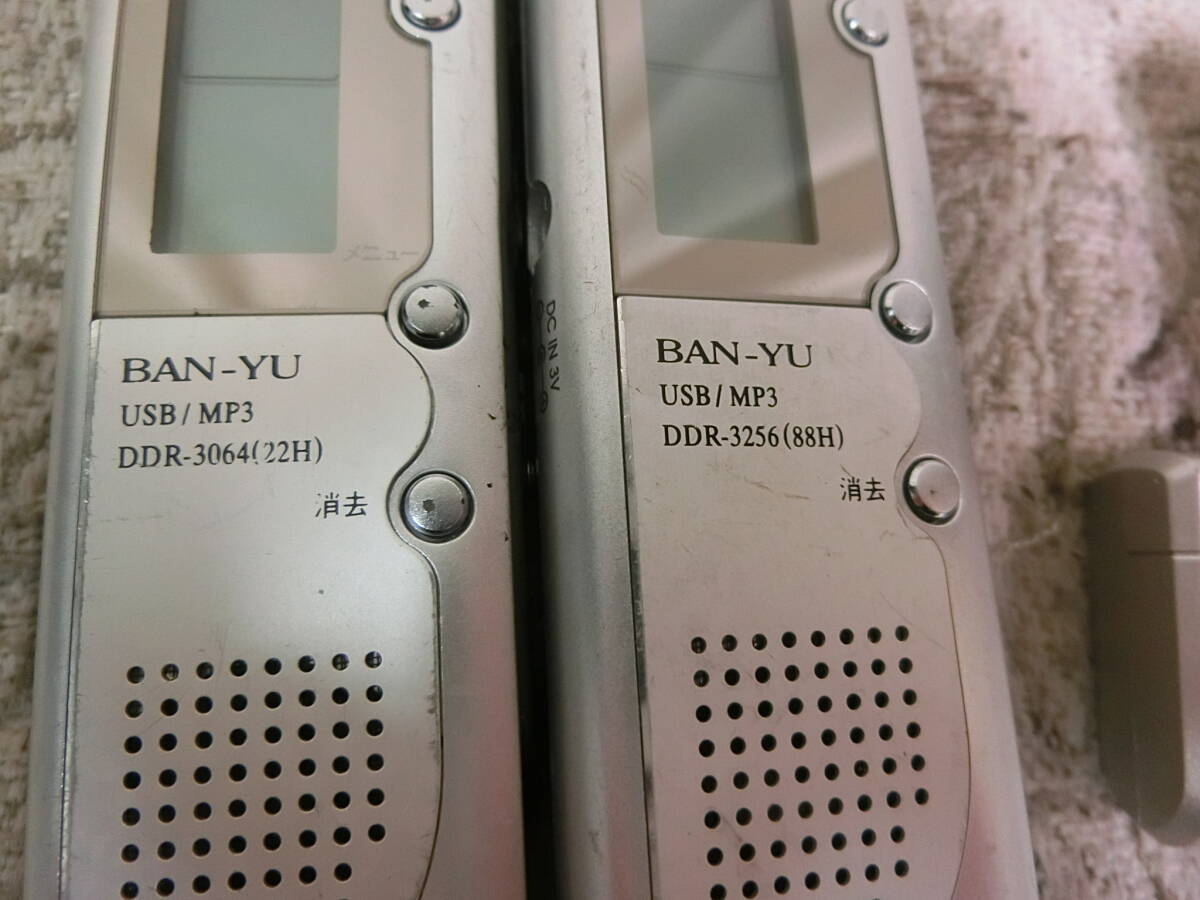 メニュー
BAN-YU
USB/MP3
DDR-3064(22H)
消去
DC IN 3V
BAN-YU
USB/MP3
DDR-3256(88H)
消去